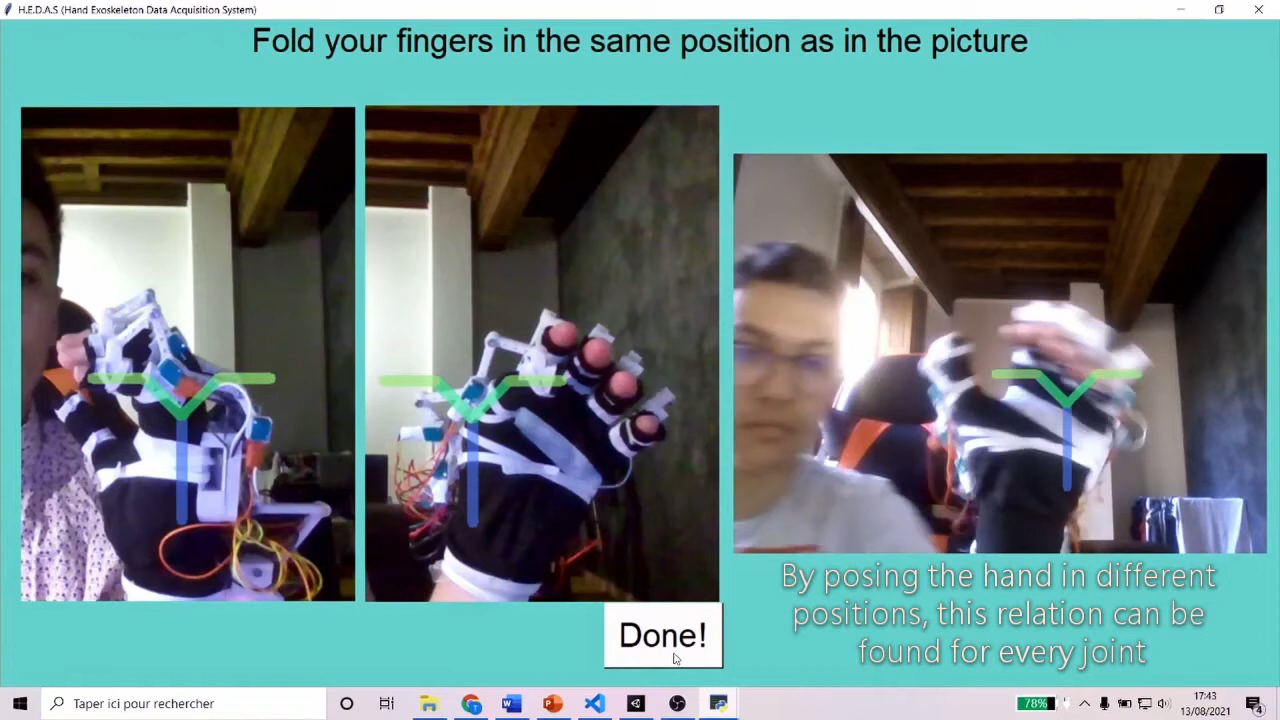 H.E.D.A.S (Hand Exoskeleton Data Acquisition System)
Fold your fingers in the same position as in the picture
Done!
By posing the hand in different
positions, this relation can be
found for every joint
Taper ici pour rechercher
78%
17:43
13/08/2021
4